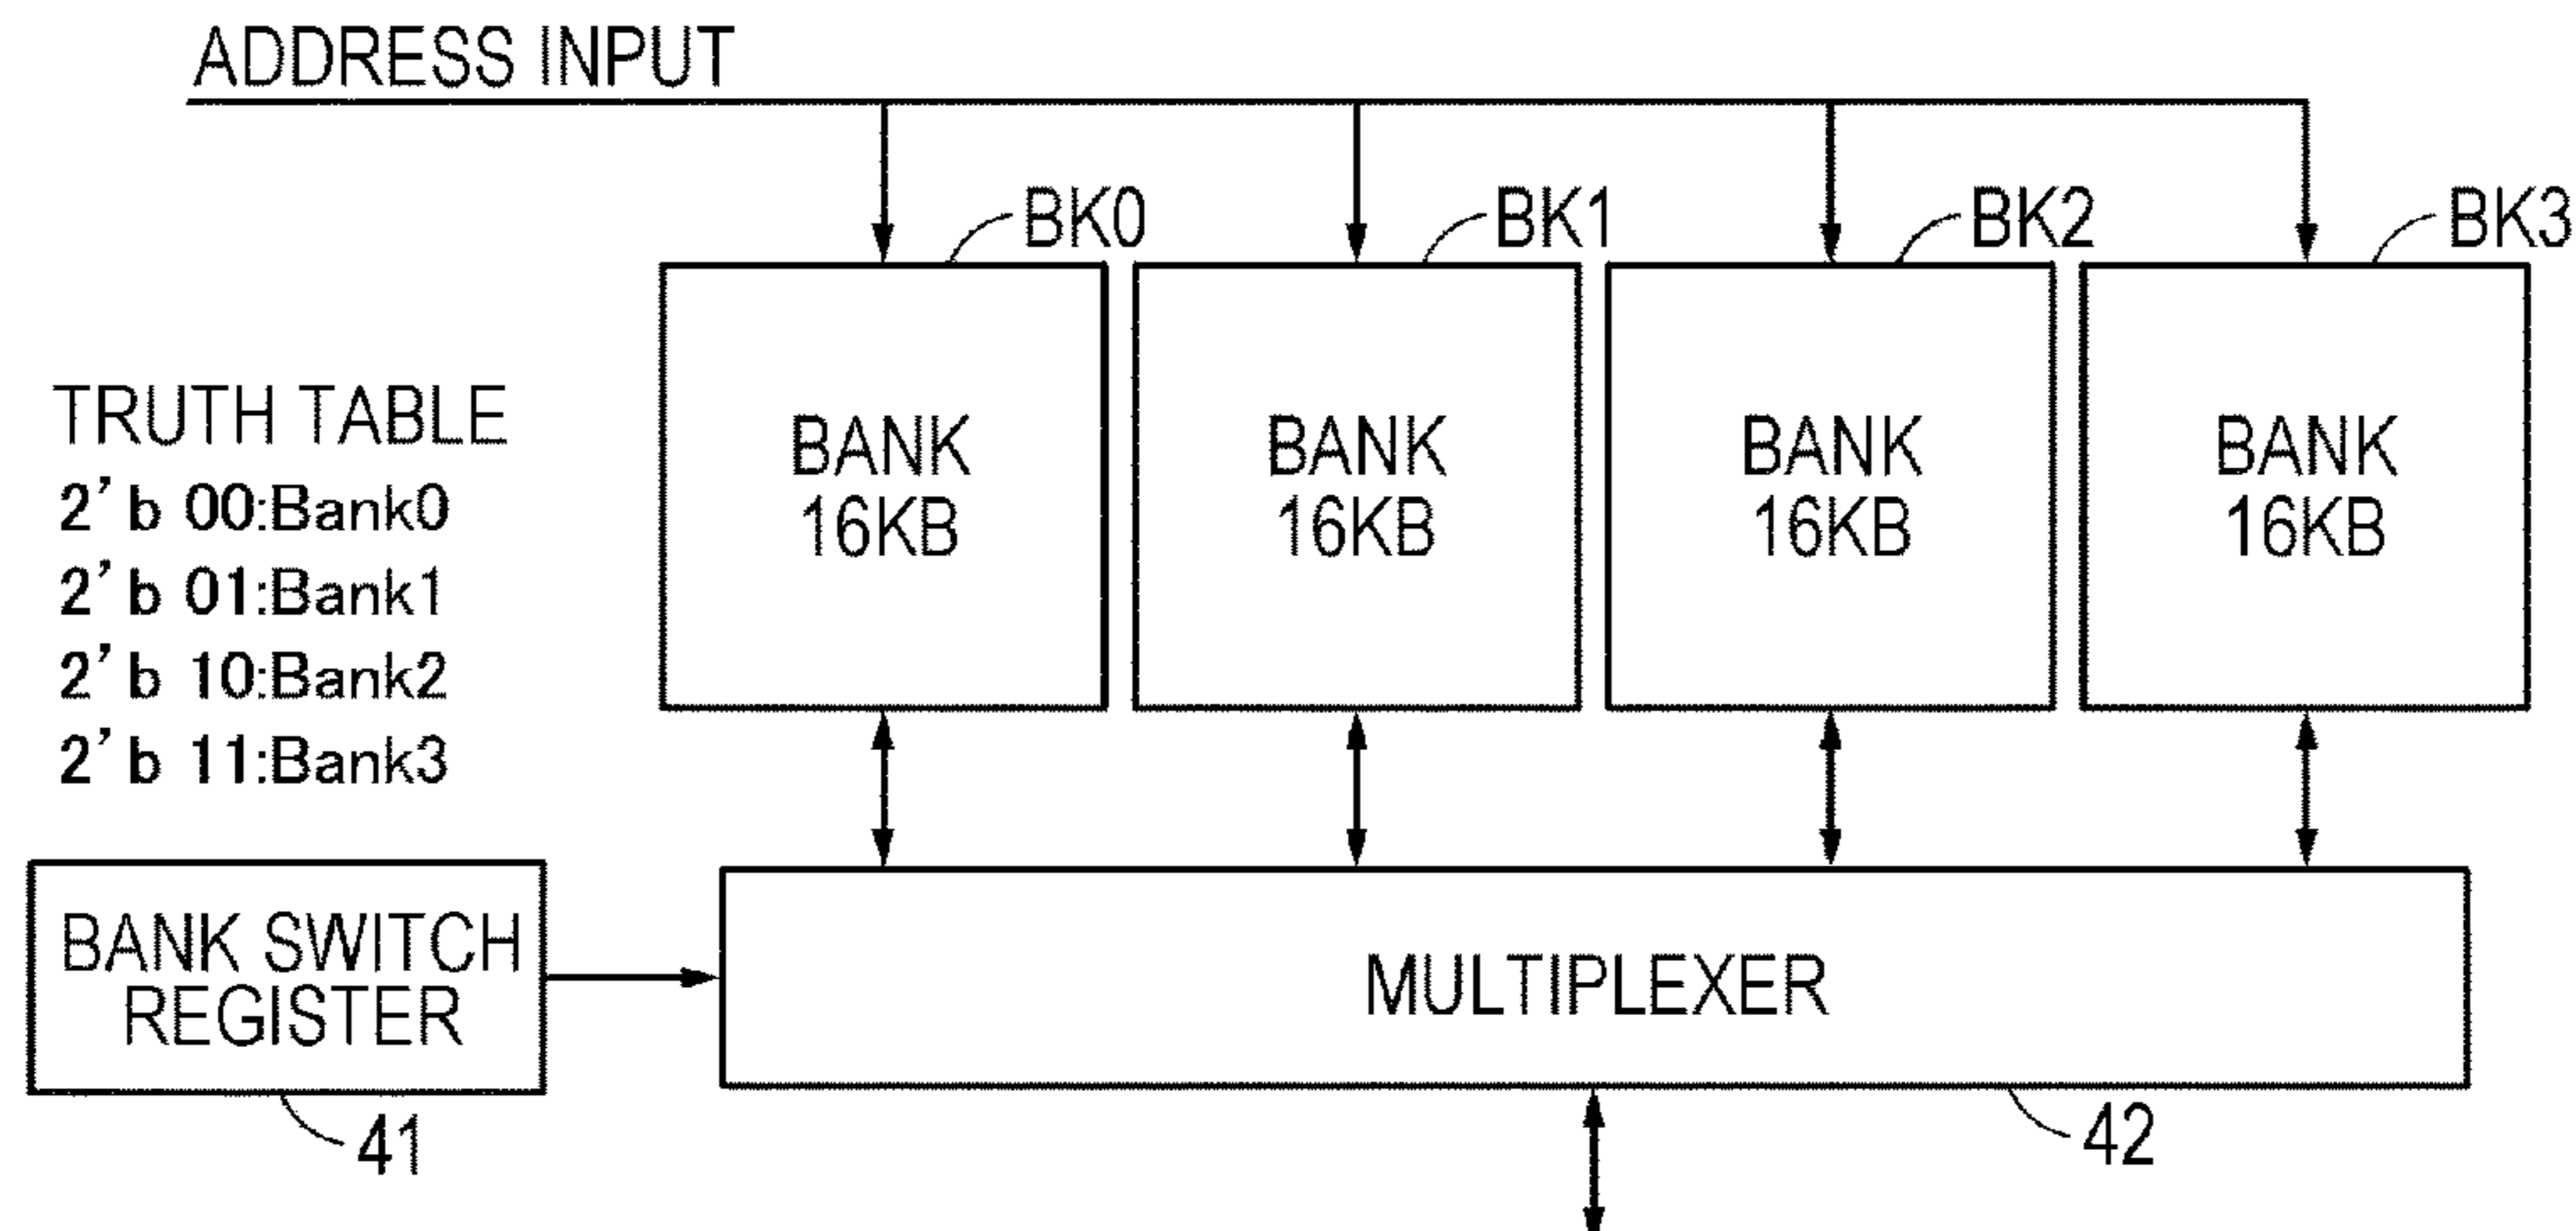 ADDRESS INPUT
BK0
BK1
BK2
BK3
BANK
16KB
BANK
16KB
BANK
16KB
BANK
16KB
TRUTH TABLE
2'b 00:Bank0
2'b 01:Bank1
2'b 10:Bank2
2'b 11:Bank3
BANK SWITCH
REGISTER
41
MULTIPLEXER
42